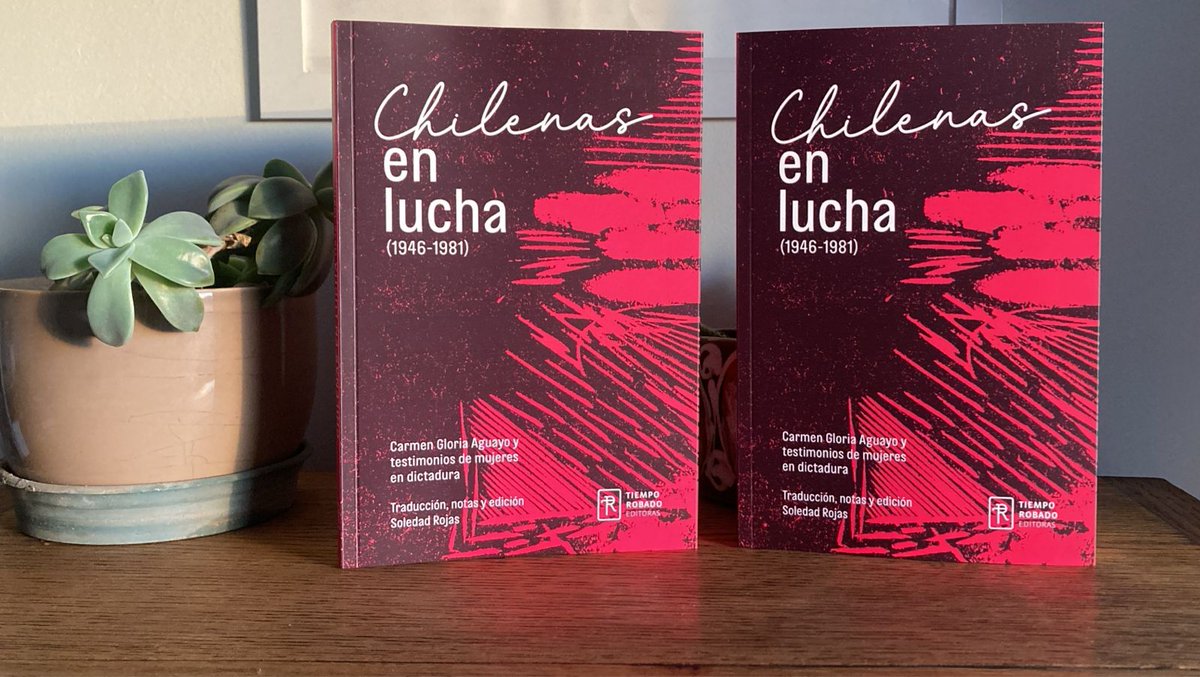 Chilenas
en
lucha
(1946-1981)
Carmen Gloria Aguayo y
testimonios de mujeres
en dictadura
Traducción, notas y edición
Soledad Rojas
TIEMPO
ROBADO
EDITORAS
Chilenas
en
lucha
(1946-1981)
Carmen Gloria Aguayo y
testimonios de mujeres
en dictadura
Traducción, notas y edición
Soledad Rojas
TIEMPO
ROBADO
EDITORAS